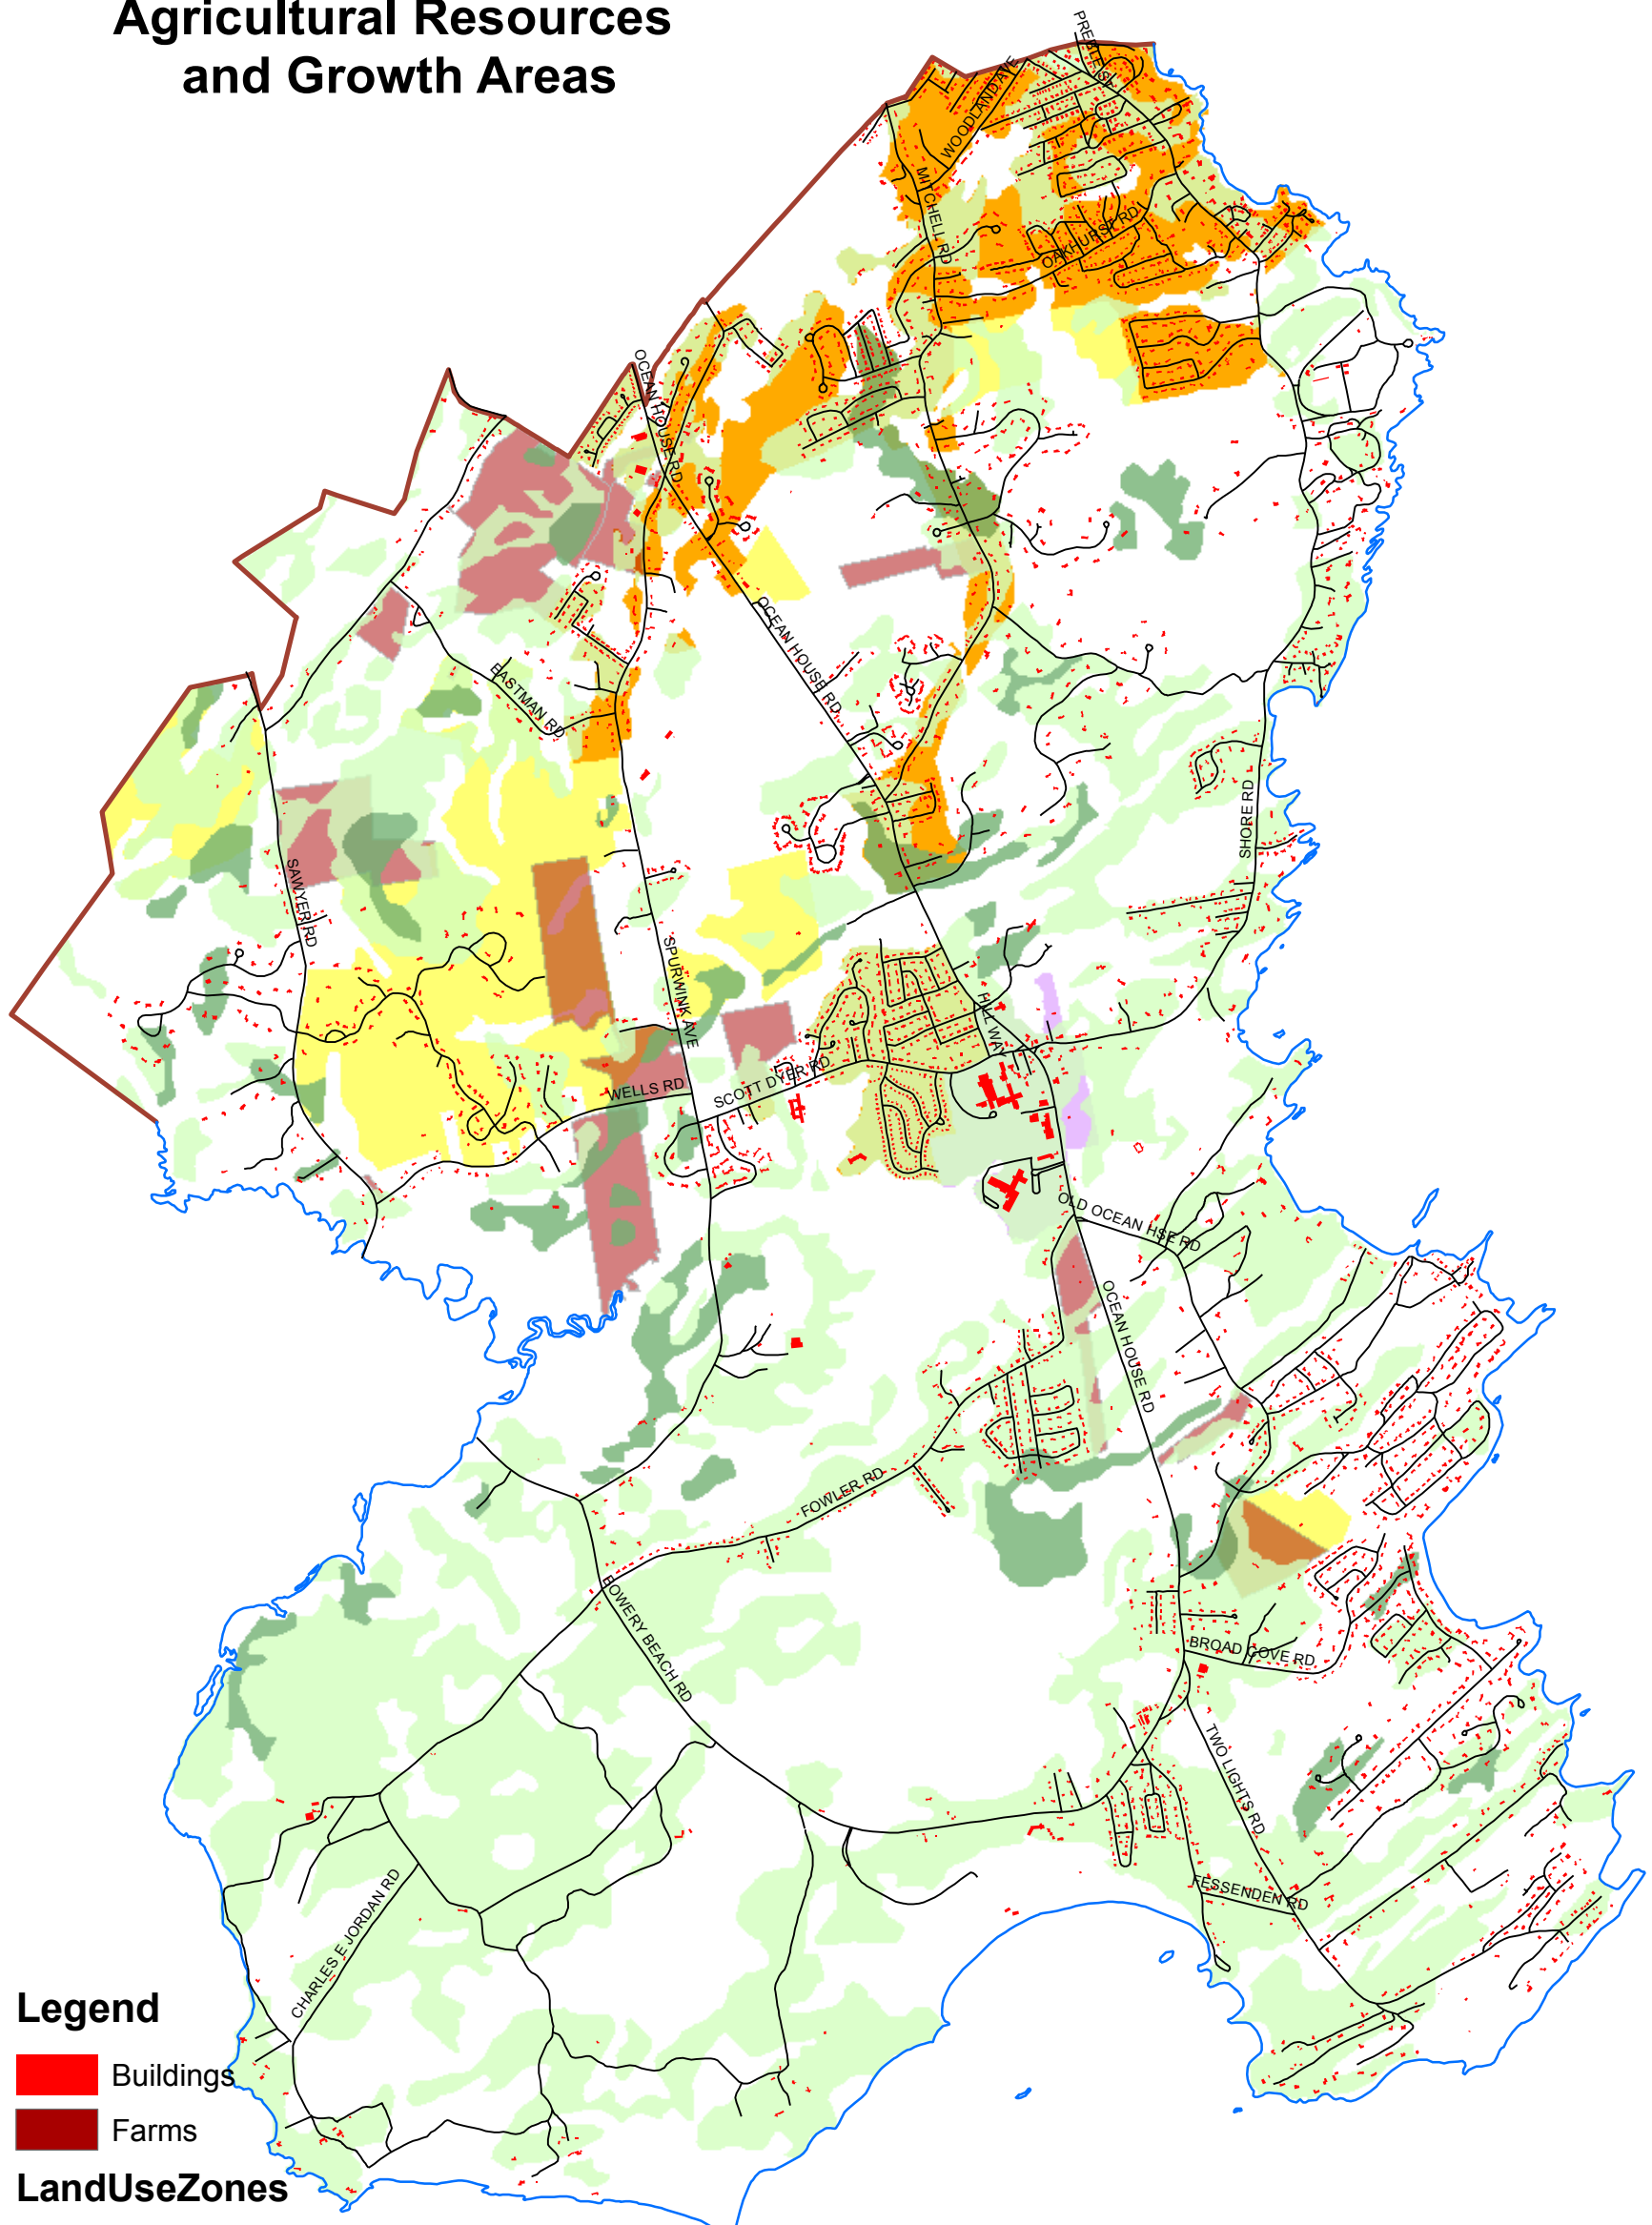 Agricultural Resources
and Growth Areas
PREBLE ST
WOODLAND AVE
MITCHELL RD
OAKHURST RD
OCEAN HOUSE RD
OCEAN HOUSE RD
EASTMAN RD
SHORE RD
SAWYER RD
SPURWINK AVE
HILL WAY
WELLS RD
SCOTT DYER RD
OLD OCEAN HSE RD
OCEAN HOUSE RD
FOWLER RD
BOWERY BEACH RD
BROAD COVE RD
TWO LIGHTS RD
FESSENDEN RD
CHARLES E JORDAN RD
Legend
Buildings
Farms
LandUseZones